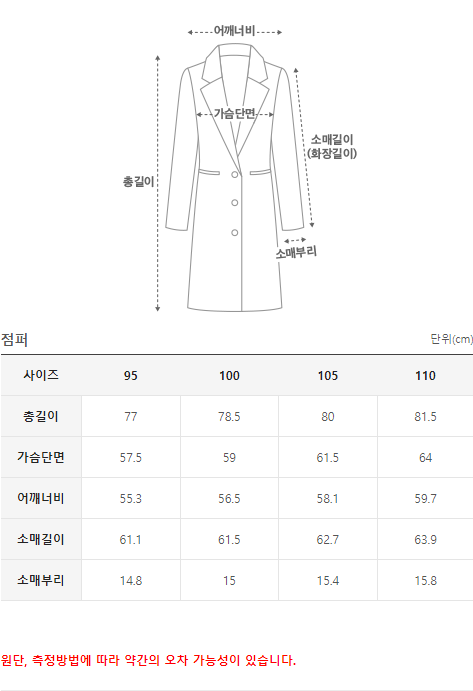 어깨너비
가슴단면
소매길이
(화장길이)
총길이
소매부리
점퍼 단위(cm)
사이즈 95 100 105 110
총길이 77 78.5 80 81.5
가슴단면 57.5 59 61.5 64
어깨너비 55.3 56.5 58.1 59.7
소매길이 61.1 61.5 62.7 63.9
소매부리 14.8 15 15.4 15.8
원단, 측정방법에 따라 약간의 오차 가능성이 있습니다.